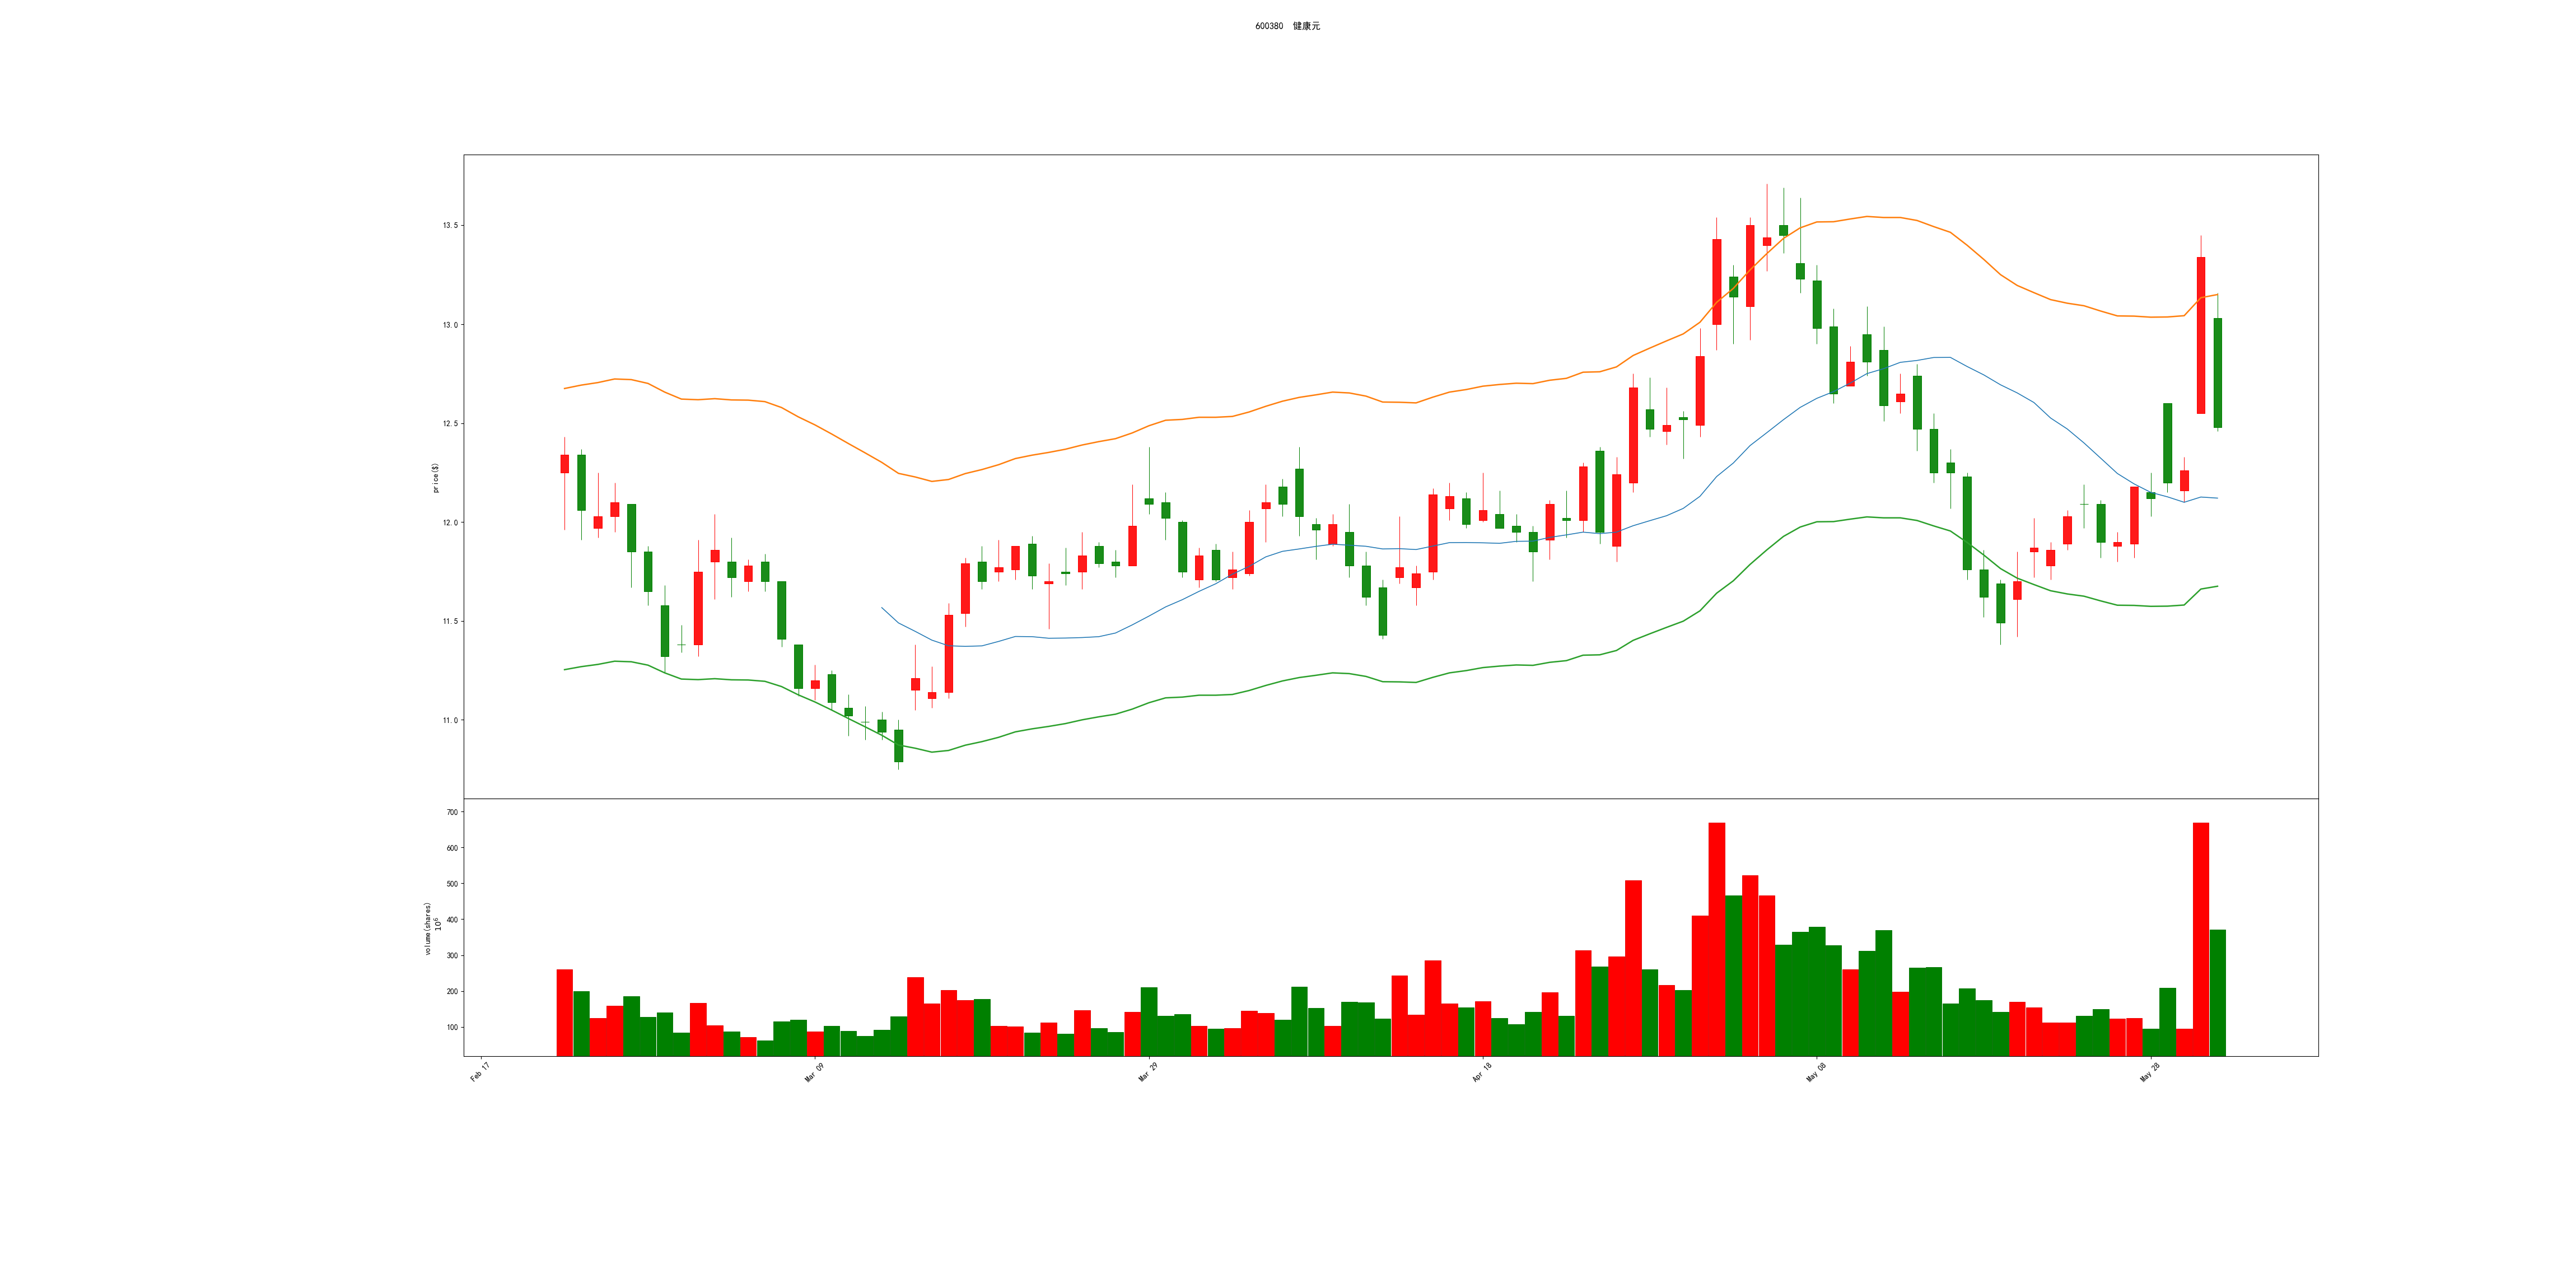 600380  健康元
price($)
13.5
13.0
12.5
12.0
11.5
11.0
volume(shares)
10^6
700
600
500
400
300
200
100
Feb 17
Mar 09
Mar 29
Apr 18
May 08
May 28